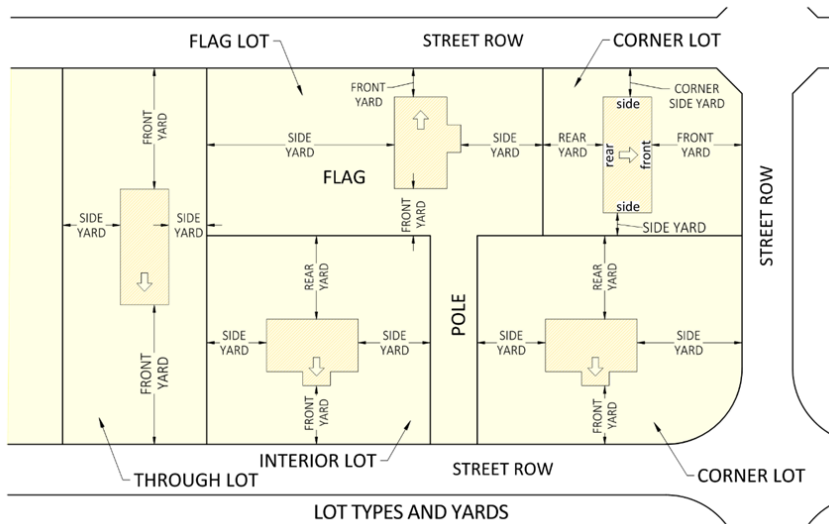 FLAG LOT
STREET ROW
CORNER LOT
FRONT
YARD
FRONT
YARD
side
CORNER
SIDE YARD
SIDE
YARD
SIDE
YARD
REAR
YARD
rear
front
FRONT
YARD
FLAG
side
STREET ROW
SIDE
YARD
SIDE
YARD
FRONT
YARD
SIDE YARD
REAR
YARD
REAR
YARD
POLE
SIDE
YARD
SIDE
YARD
SIDE
YARD
SIDE
YARD
FRONT
YARD
FRONT
YARD
FRONT
YARD
INTERIOR LOT
STREET ROW
THROUGH LOT
CORNER LOT
LOT TYPES AND YARDS